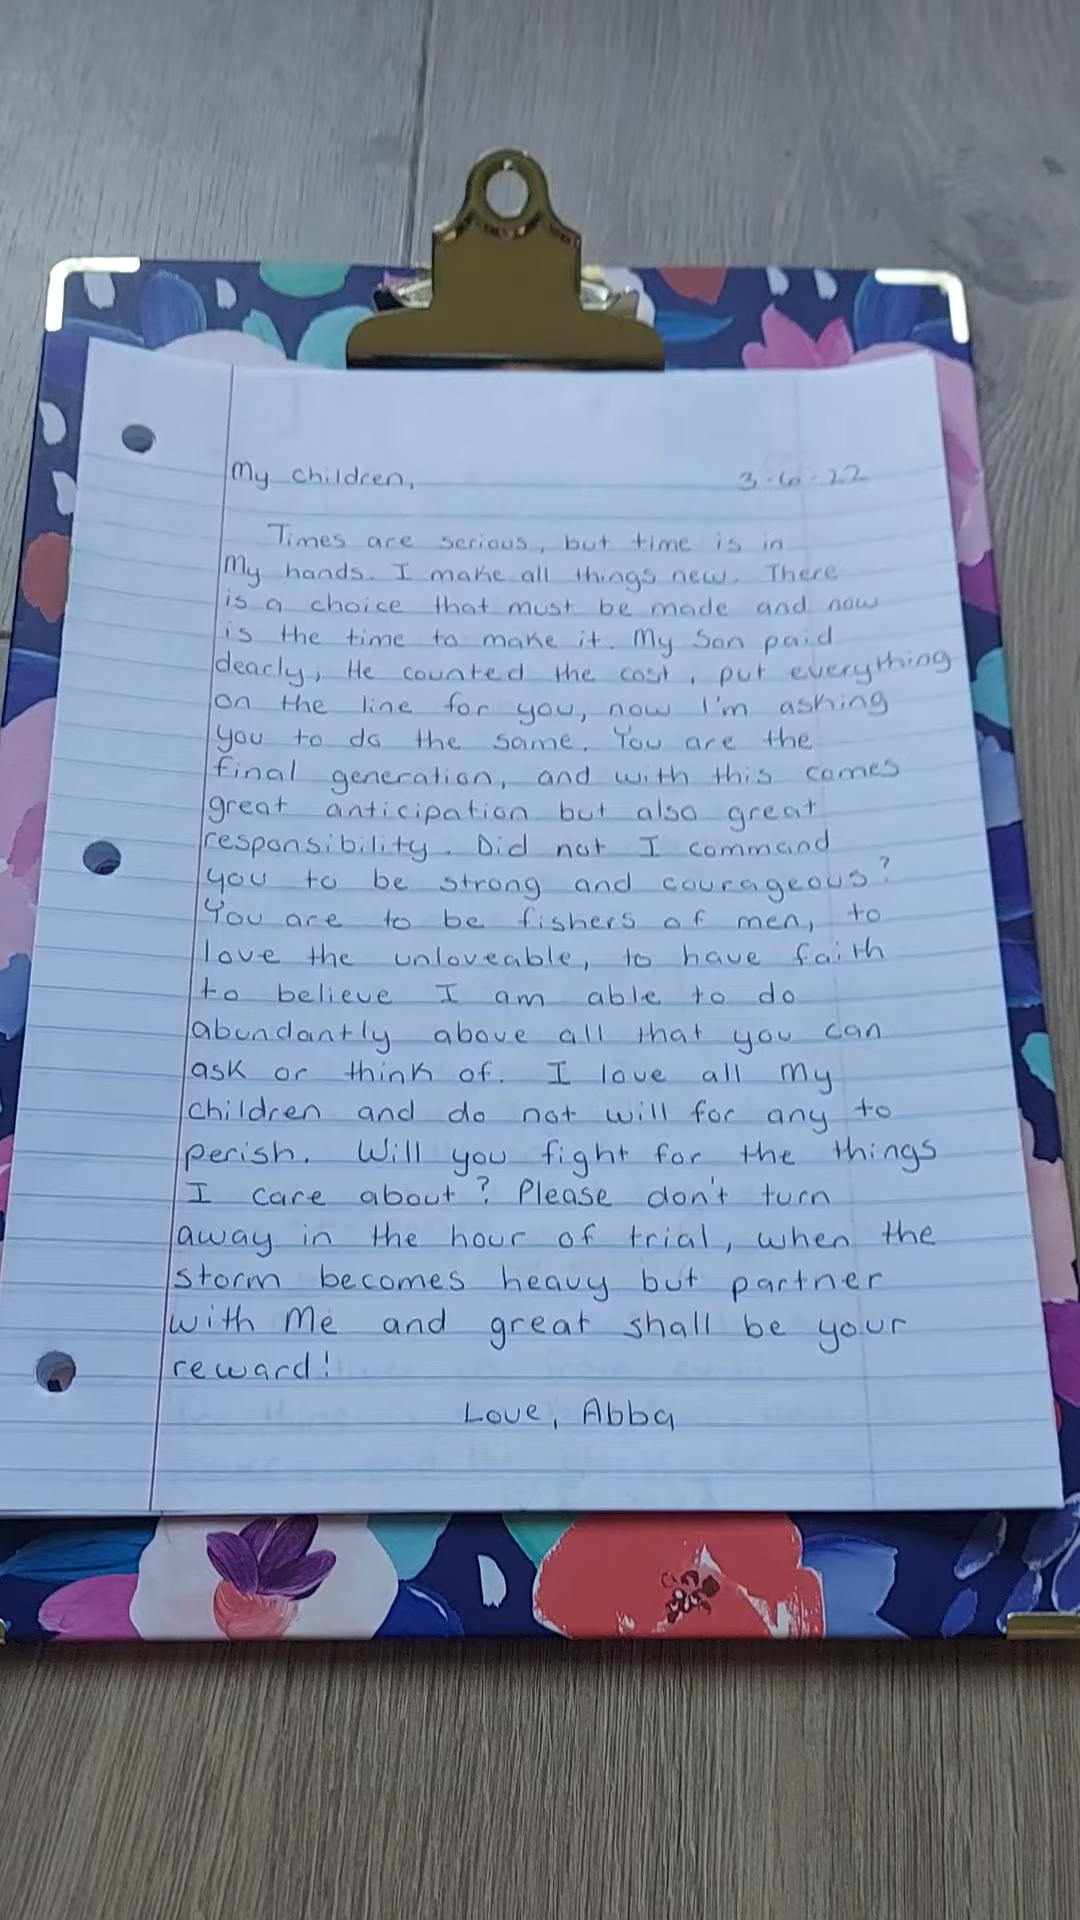 My children,
3-6-22
Times are serious, but time is in
My hands. I make all things new. There
is a choice that must be made and now
is the time to make it. My Son paid
dearly, He counted the cost, put everything
on the line for you, now I'm asking
you to do the same. You are the
final generation, and with this comes
great anticipation but also great
responsibility. Did not I command
you to be strong and courageous?
You are to be fishers of men, to
love the unloveable, to have faith
to believe I am able to do
abundantly above all that you can
ask or think of. I love all My
children and do not will for any to
perish. Will you fight for the things
I care about? Please don't turn
away in the hour of trial, when the
storm becomes heavy but partner
with Me and great shall be your
reward!
Love, Abba